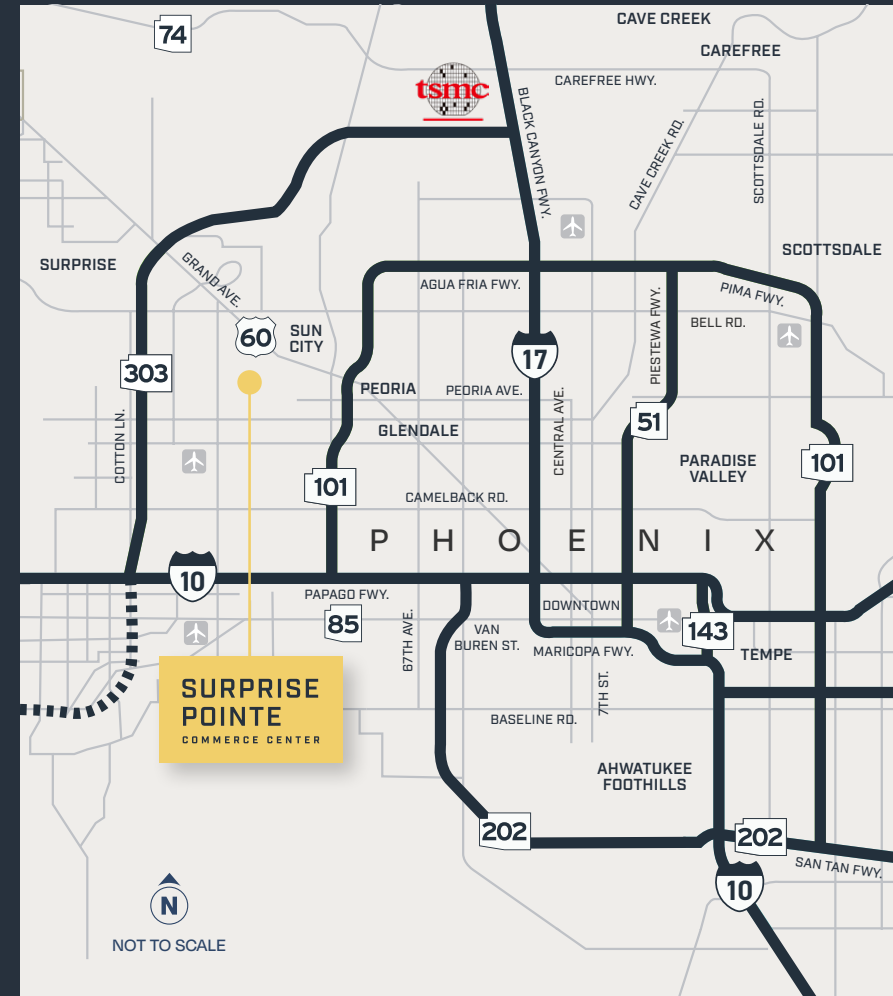 CAVE CREEK
74
CAREFREE
tsmc
CAREFREE HWY.
BLACK CANYON FWY.
CAVE CREEK RD.
SCOTTSDALE RD.
SCOTTSDALE
SURPRISE
GRAND AVE.
AGUA FRIA FWY.
PIMA FWY.
PIESTEWA FWY.
BELL RD.
60
SUN
CITY
17
303
PEORIA
PEORIA AVE.
CENTRAL AVE.
51
COTTON LN.
GLENDALE
PARADISE
VALLEY
101
101
CAMELBACK RD.
PHOENIX
10
PAPAGO FWY.
DOWNTOWN
85
67TH AVE.
VAN
BUREN ST.
143
MARICOPA FWY.
TEMPE
7TH ST.
SURPRISE
POINTE
COMMERCE CENTER
BASELINE RD.
AHWATUKEE
FOOTHILLS
202
202
SAN TAN FWY.
10
N
NOT TO SCALE